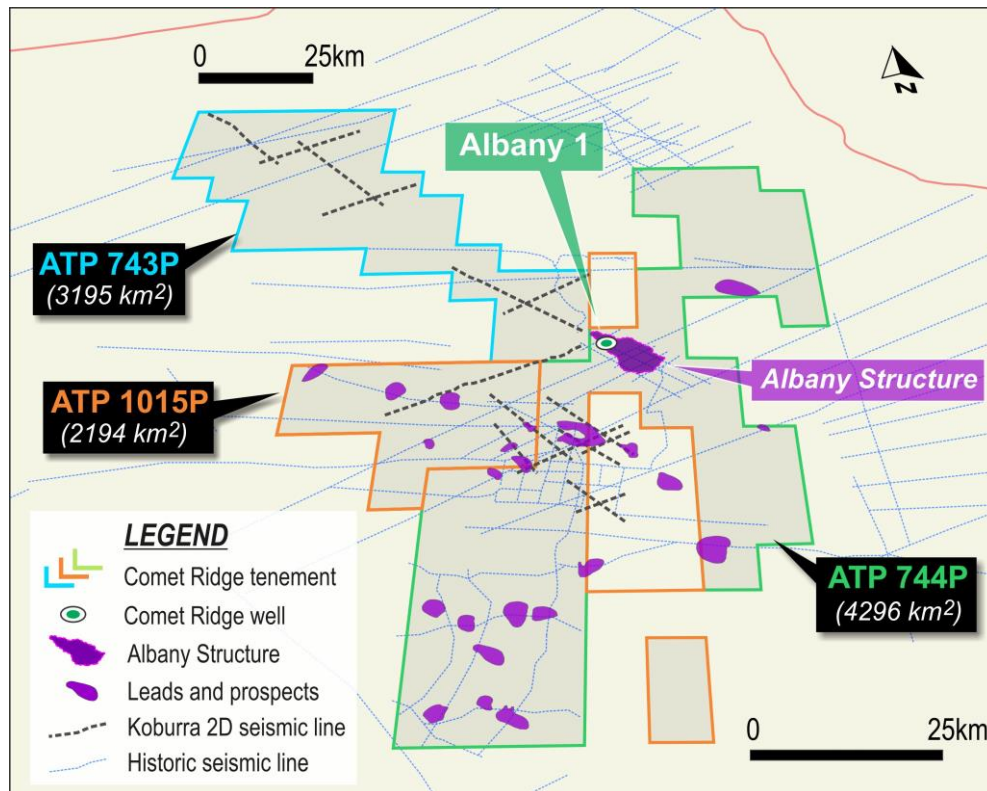 0 25km
N
Albany 1
ATP 743P
(3195 km²)
Albany Structure
ATP 1015P
(2194 km²)
LEGEND
Comet Ridge tenement
Comet Ridge well
Albany Structure
Leads and prospects
Koburra 2D seismic line
Historic seismic line
ATP 744P
(4296 km²)
0 25km